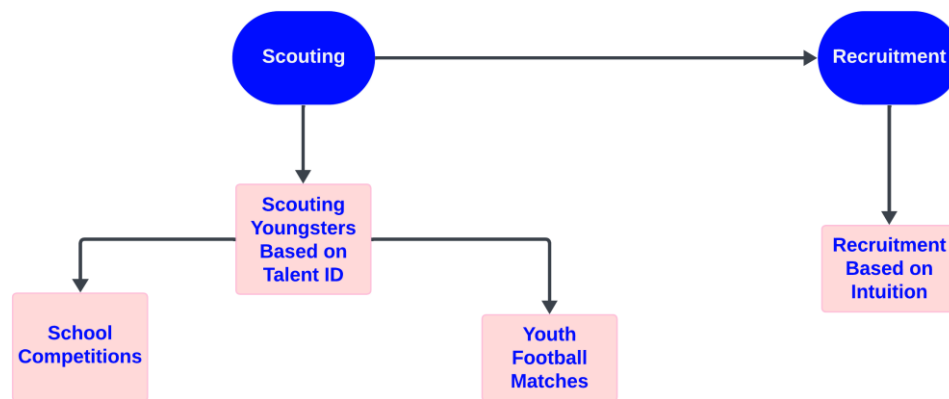 Scouting
Recruitment
Scouting
Youngsters
Based on
Talent ID
Recruitment
Based on
Intuition
School
Competitions
Youth
Football
Matches